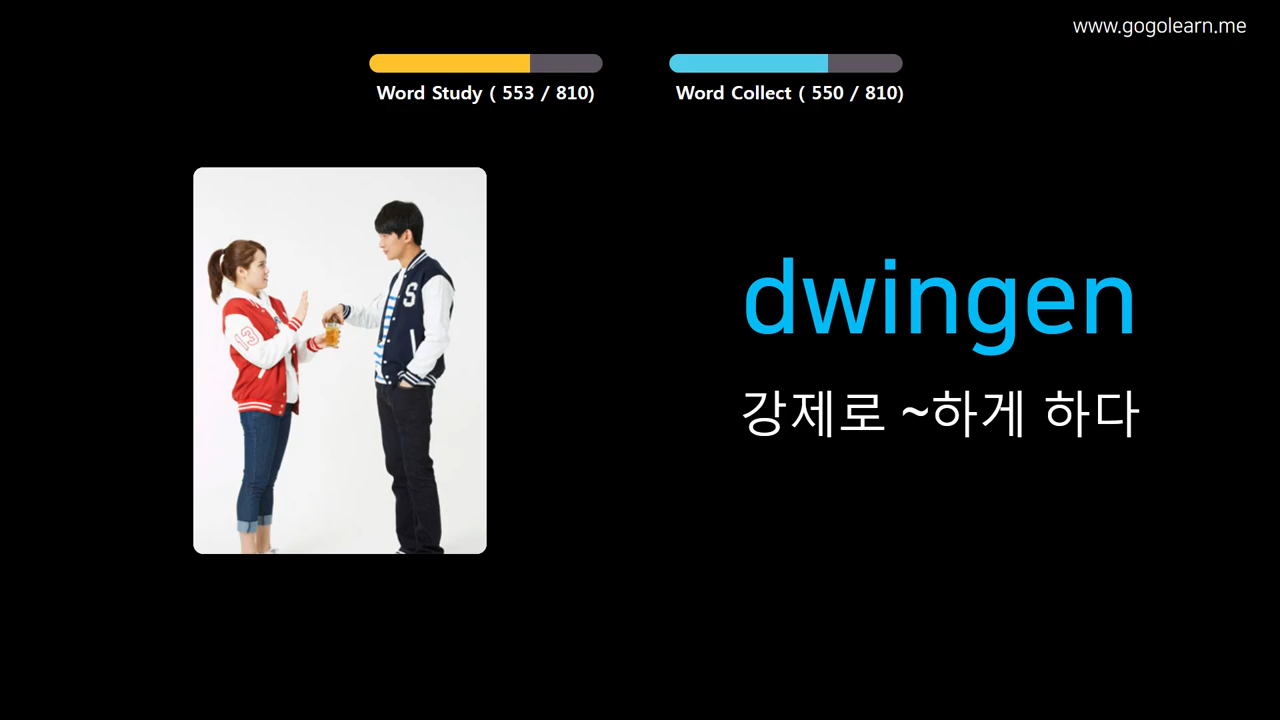 www.gogolearn.me
Word Study ( 553 / 810)
Word Collect ( 550 / 810)
S
13
dwingen
강제로 ~하게 하다